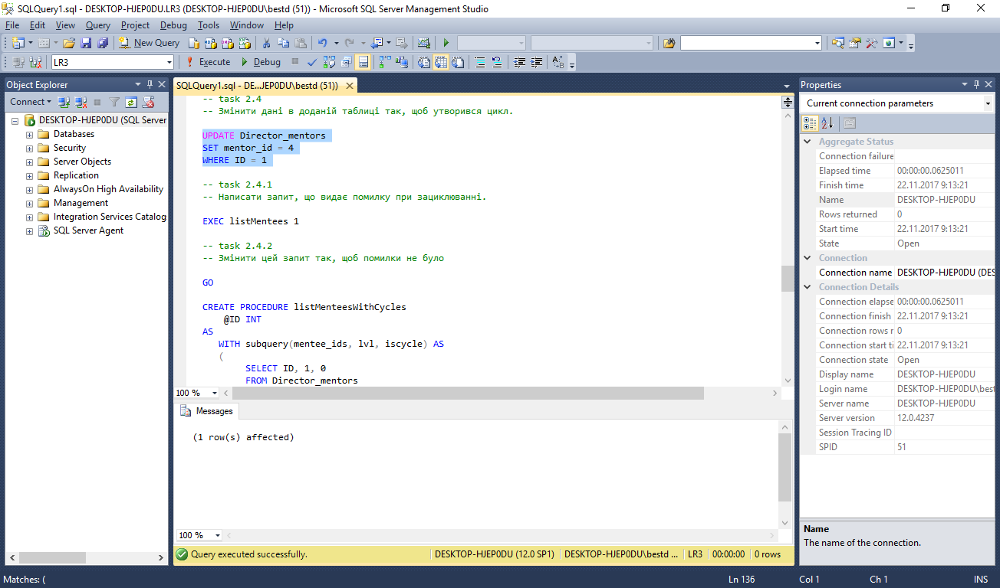 SQLQuery1.sql - DESKTOP-HJEP0DU.LR3 (DESKTOP-HJEP0DU\bestd (51)) - Microsoft SQL Server Management Studio
File Edit View Query Project Debug Tools Window Help
New Query
LR3 Execute Debug
Object Explorer
Connect
DESKTOP-HJEP0DU (SQL Server
Databases
Security
Server Objects
Replication
AlwaysOn High Availability
Management
Integration Services Catalog
SQL Server Agent
SQLQuery1.sql - DE...JEP0DU\bestd (51))
-- task 2.4
-- Змінити дані в доданій таблиці так, щоб утворився цикл.
UPDATE Director_mentors
SET mentor_id = 4
WHERE ID = 1
-- task 2.4.1
-- Написати запит, що видає помилку при зациклюванні.
EXEC listMentees 1
-- task 2.4.2
-- Змінити цей запит так, щоб помилки не було
GO
CREATE PROCEDURE listMenteesWithCycles
@ID INT
AS
WITH subquery(mentee_ids, lvl, iscycle) AS
(
SELECT ID, 1, 0
FROM Director_mentors
100 %
Messages
(1 row(s) affected)
100 %
Query executed successfully. DESKTOP-HJEP0DU (12.0 SP1) DESKTOP-HJEP0DU\bestd ... LR3 00:00:00 0 rows
Properties
Current connection parameters
Aggregate Status
Connection failure
Elapsed time 00:00:00.0625011
Finish time 22.11.2017 9:13:21
Name DESKTOP-HJEP0DU
Rows returned 0
Start time 22.11.2017 9:13:21
State Open
Connection
Connection name DESKTOP-HJEP0DU (DES
Connection Details
Connection elapse 00:00:00.0625011
Connection finish 22.11.2017 9:13:21
Connection rows r 0
Connection start ti 22.11.2017 9:13:21
Connection state Open
Display name DESKTOP-HJEP0DU
Login name DESKTOP-HJEP0DU\best
Server name DESKTOP-HJEP0DU
Server version 12.0.4237
Session Tracing ID
SPID 51
Name
The name of the connection.
Matches: ( Ln 136 Col 1 Ch 1 INS